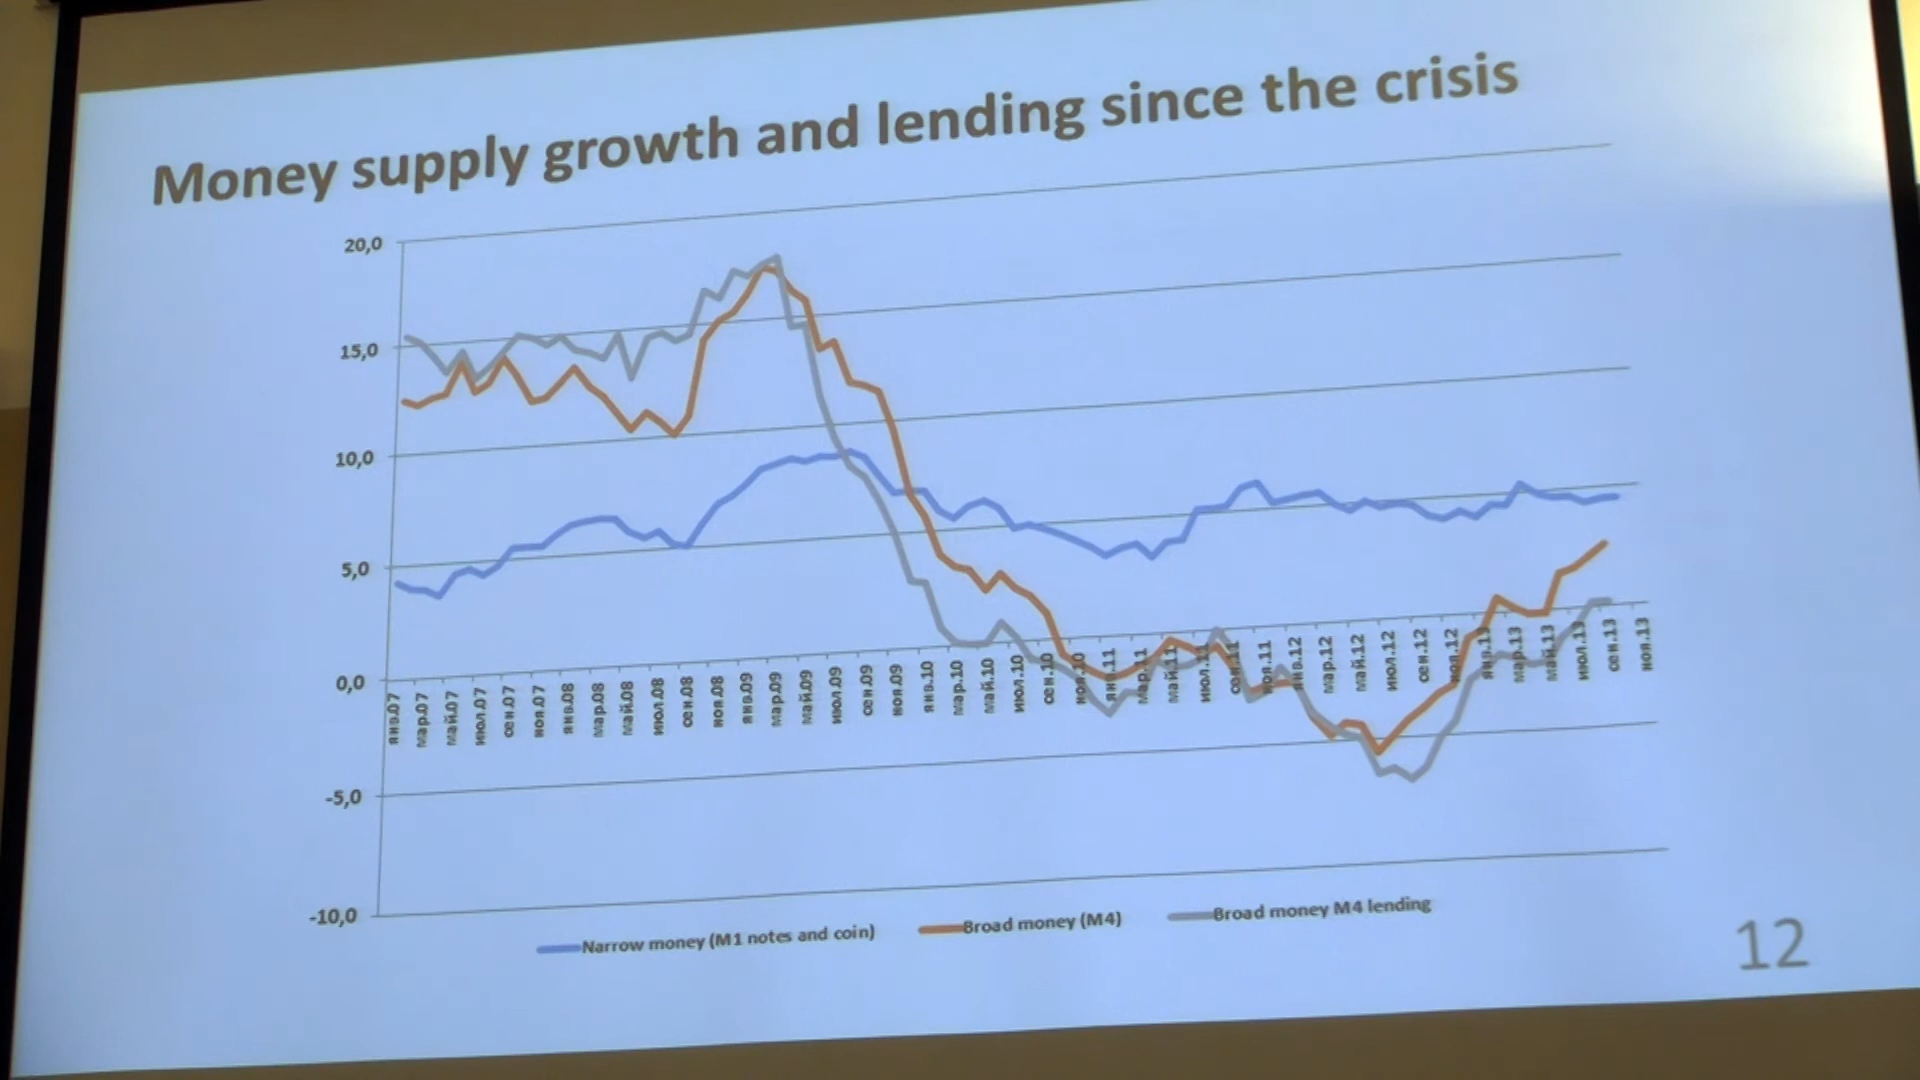 Money supply growth and lending since the crisis
20,0
15,0
10,0
5,0
0,0
-5,0
-10,0
янв.07 мар.07 май.07 июл.07 сен.07 ноя.07 янв.08 мар.08 май.08 июл.08 сен.08 ноя.08 янв.09 мар.09 май.09 июл.09 сен.09 ноя.09 янв.10 мар.10 май.10 июл.10 сен.10 ноя.10 янв.11 мар.11 май.11 июл.11 сен.11 ноя.11 янв.12 мар.12 май.12 июл.12 сен.12 ноя.12 янв.13 мар.13 май.13 июл.13 сен.13 ноя.13
Narrow money (M1 notes and coin) Broad money (M4) Broad money M4 lending
12